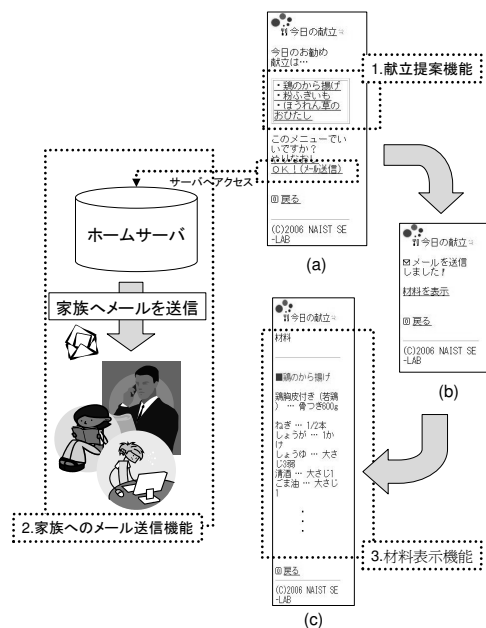 今日の献立
今日のお勧め
献立は…
・鶏のから揚げ
・粉ふきいも
・ほうれん草の
おひたし
このメニューでい
いですか?
やりなおし
OK!(メール送信)
戻る
(C)2006 NAIST SE
-LAB
(a)
1.献立提案機能
サーバへアクセス
ホームサーバ
家族へメールを送信
2.家族へのメール送信機能
今日の献立
メールを送信
しました!
材料を表示
戻る
(C)2006 NAIST SE
-LAB
(b)
今日の献立
材料
■鶏のから揚げ
鶏胸皮付き(若鶏
) … 骨つき600g
ねぎ … 1/2本
しょうが … 1か
け
しょうゆ … 大さ
じ3弱
清酒 … 大さじ1
ごま油 … 大さじ
1
3.材料表示機能
戻る
(C)2006 NAIST SE
-LAB
(c)